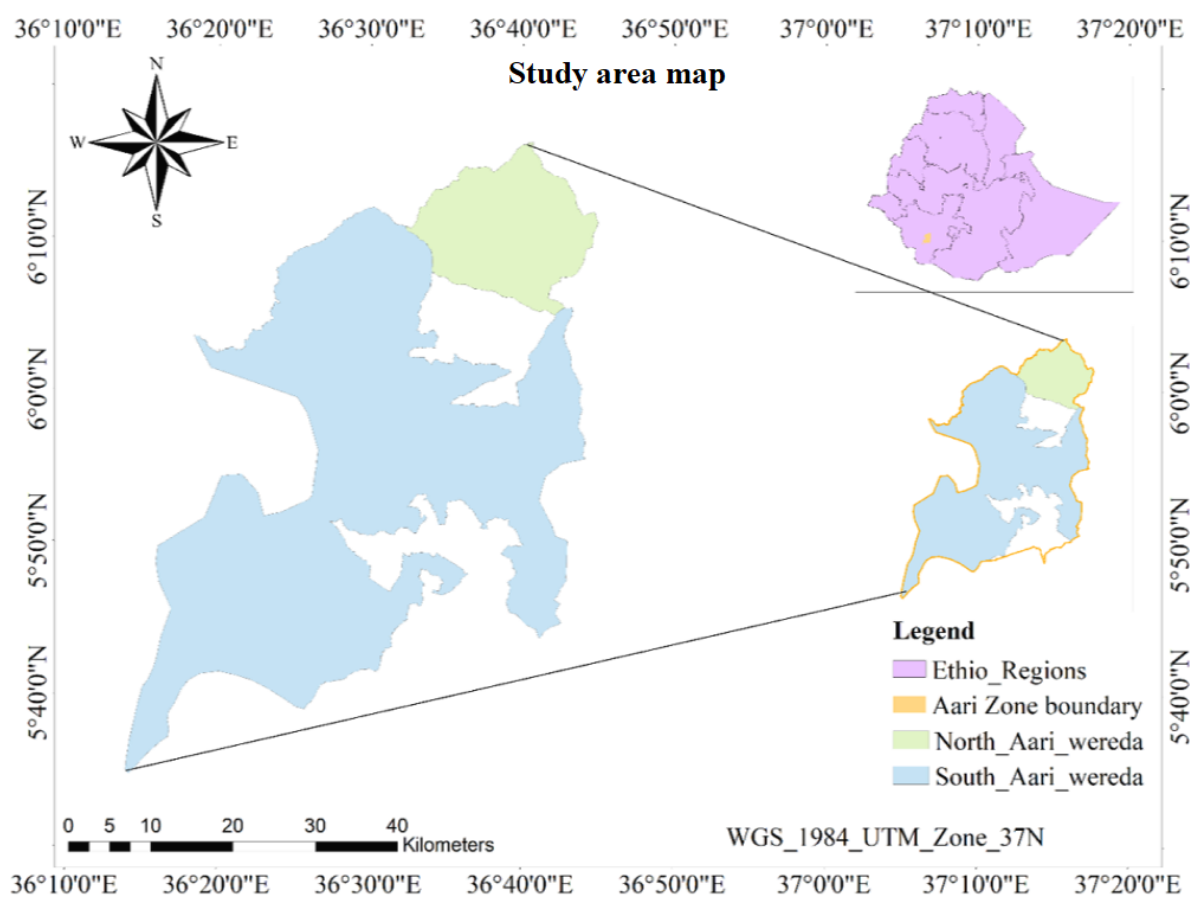 36°10'0"E 36°20'0"E 36°30'0"E 36°40'0"E 36°50'0"E 37°0'0"E 37°10'0"E 37°20'0"E
Study area map
N
W E
S
6°10'0"N 6°10'0"N
6°0'0"N 6°0'0"N
5°50'0"N 5°50'0"N
5°40'0"N 5°40'0"N
Legend
Ethio_Regions
Aari Zone boundary
North_Aari_wereda
South_Aari_wereda
0 5 10 20 30 40
Kilometers
WGS_1984_UTM_Zone_37N
36°10'0"E 36°20'0"E 36°30'0"E 36°40'0"E 36°50'0"E 37°0'0"E 37°10'0"E 37°20'0"E